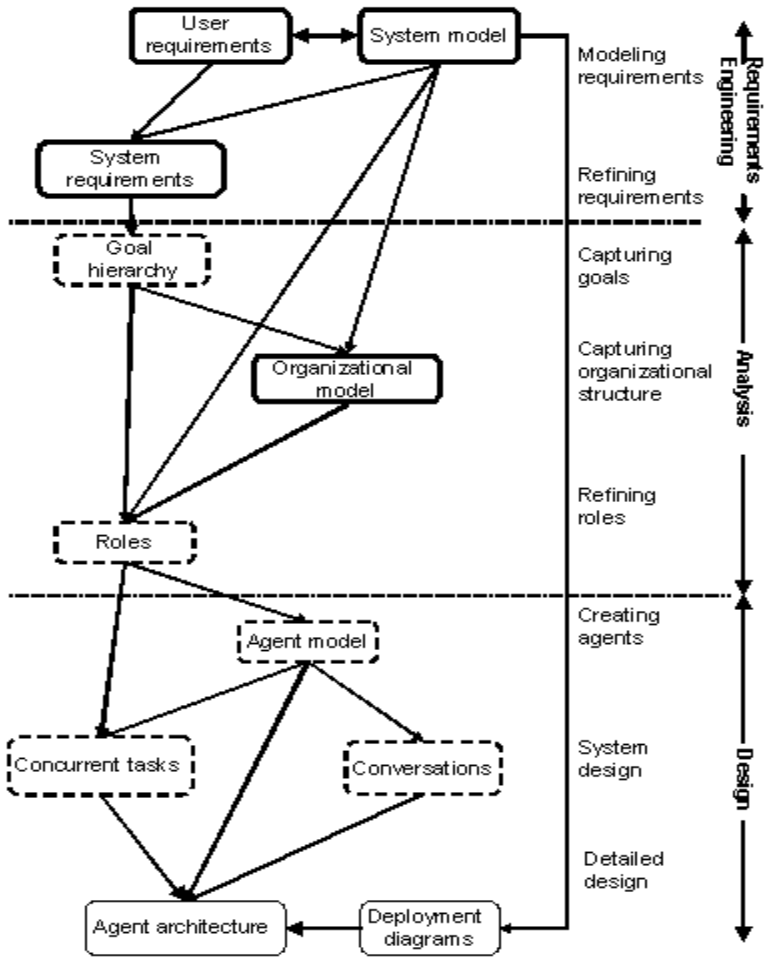 User
requirements
System model
Modeling
requirements
Requirements
Engineering
System
requirements
Refining
requirements
Goal
hierarchy
Capturing
goals
Organizational
model
Capturing
organizational
structure
Analysis
Refining
roles
Roles
Creating
agents
Agent model
Concurrent tasks
Conversations
System
design
Design
Detailed
design
Agent architecture
Deployment
diagrams